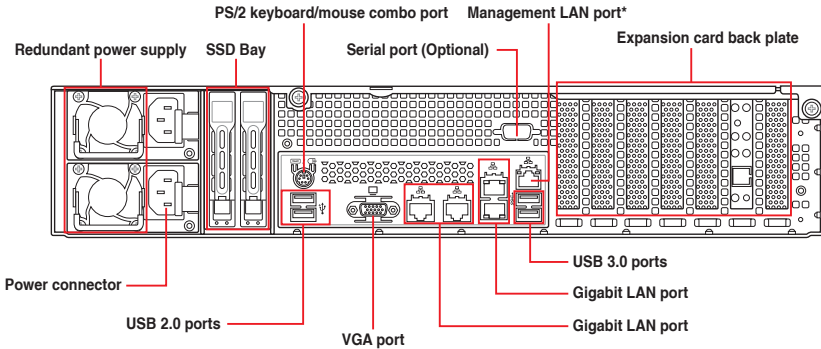 PS/2 keyboard/mouse combo port
Management LAN port*
Redundant power supply
SSD Bay
Serial port (Optional)
Expansion card back plate
USB 3.0 ports
Power connector
Gigabit LAN port
USB 2.0 ports
Gigabit LAN port
VGA port